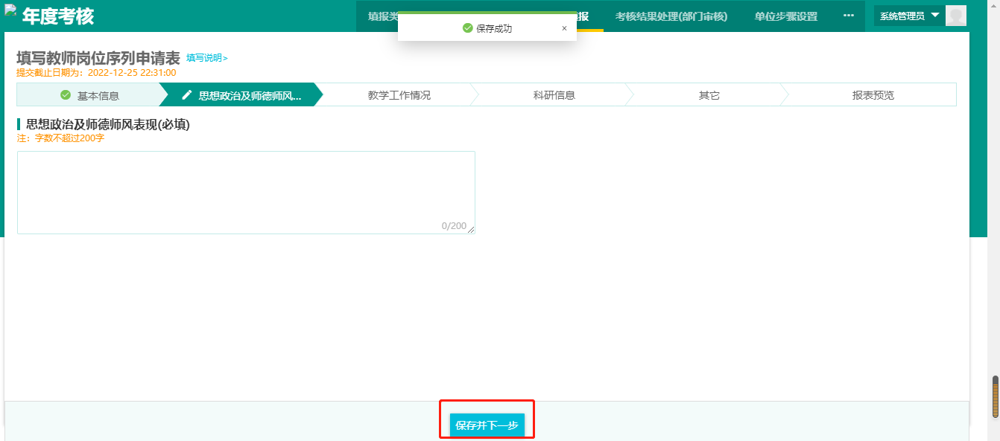 年度考核
填报类
报
考核结果处理(部门审核)
单位步骤设置
···
系统管理员
保存成功
×
填写教师岗位序列申请表
填写说明>
提交截止日期为：2022-12-25 22:31:00
基本信息
思想政治及师德师风...
教学工作情况
科研信息
其它
报表预览
思想政治及师德师风表现(必填)
注：字数不超过200字
0/200
保存并下一步